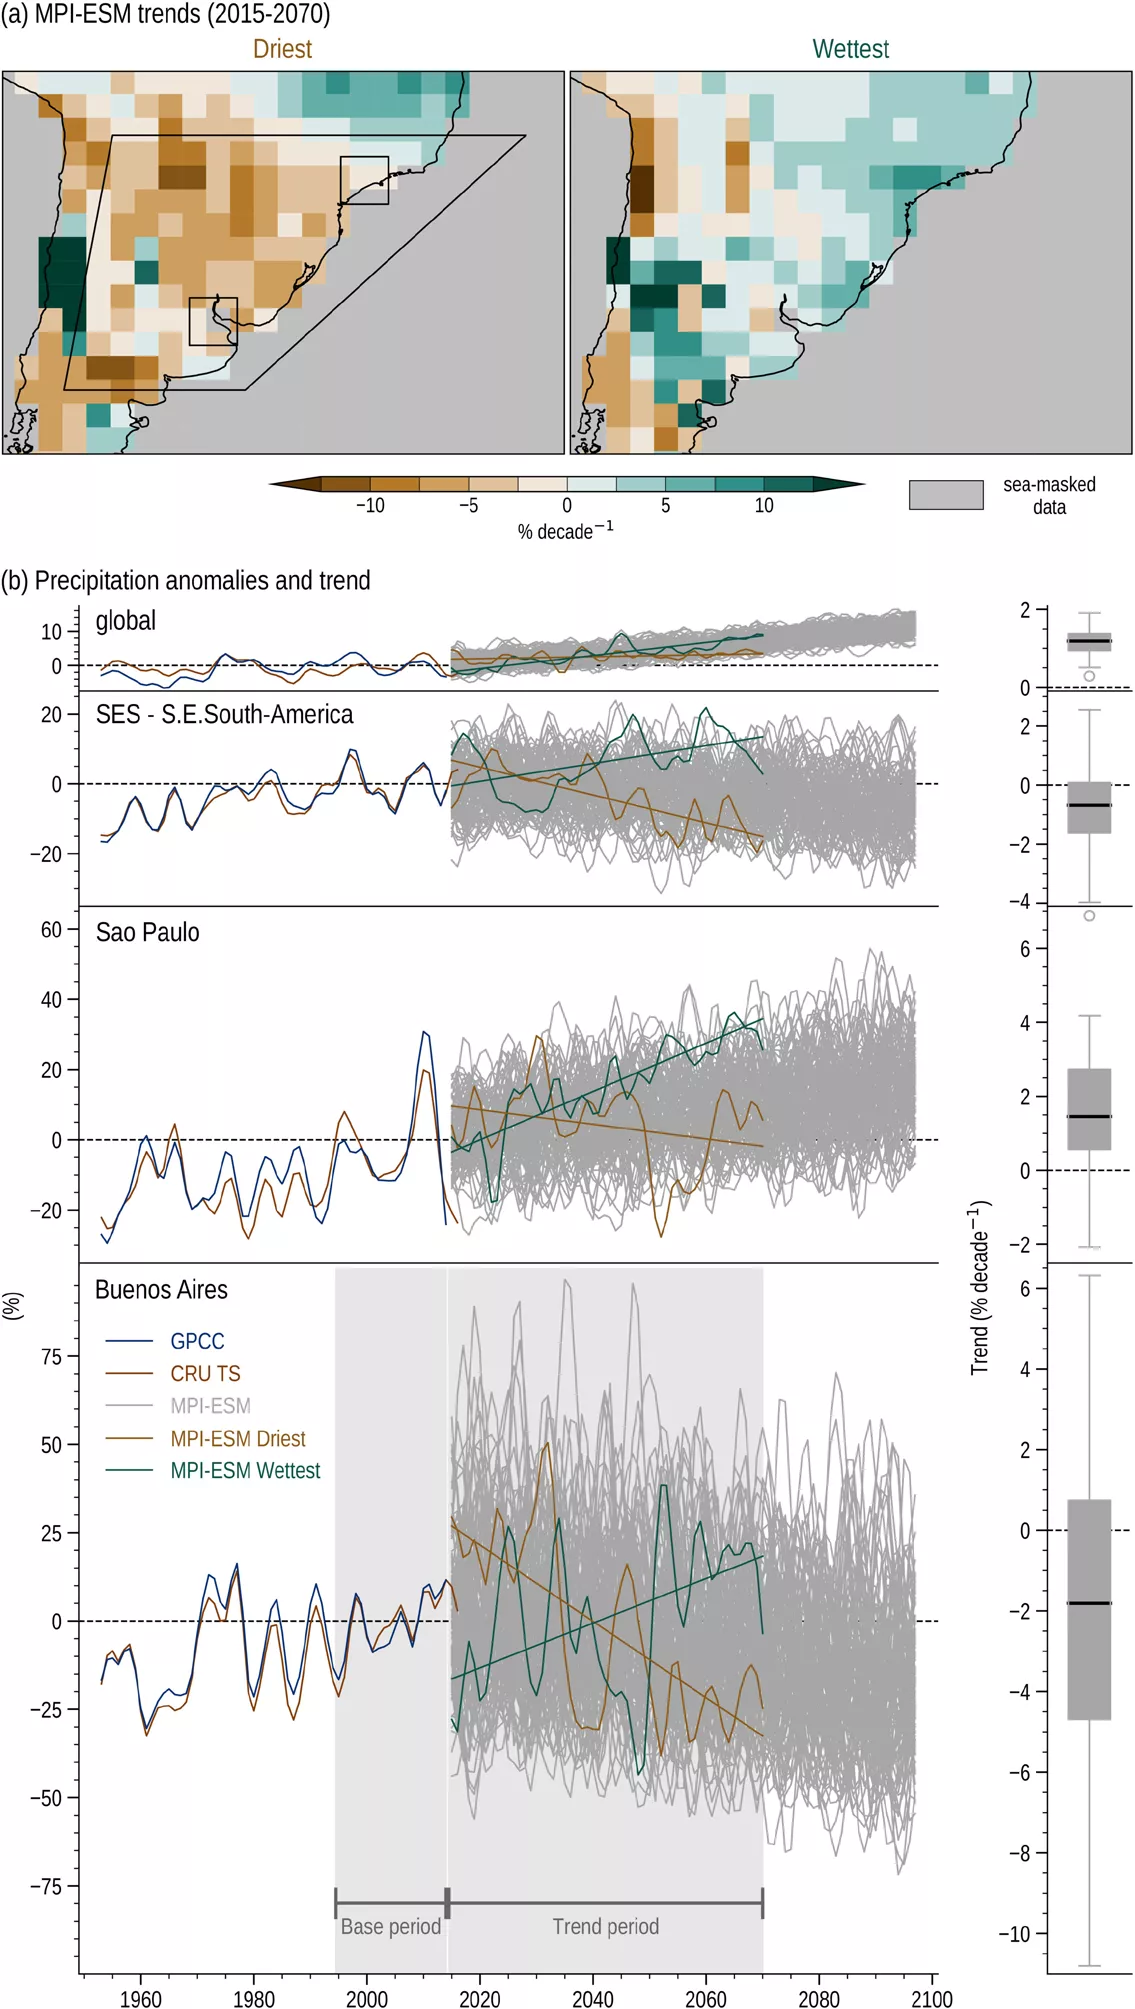 (a) MPI-ESM trends (2015-2070)
Driest
Wettest
−10
−5
0
5
10
% decade−1
sea-masked
data
(b) Precipitation anomalies and trend
global
10
0
2
0
SES - S.E.South-America
20
0
−20
2
0
−2
−4
Sao Paulo
60
40
20
0
−20
6
4
2
0
−2
Buenos Aires
GPCC
CRU TS
MPI-ESM
MPI-ESM Driest
MPI-ESM Wettest
(%)
75
50
25
0
−25
−50
−75
Base period
Trend period
Trend (% decade−1)
6
4
2
0
−2
−4
−6
−8
−10
1960
1980
2000
2020
2040
2060
2080
2100